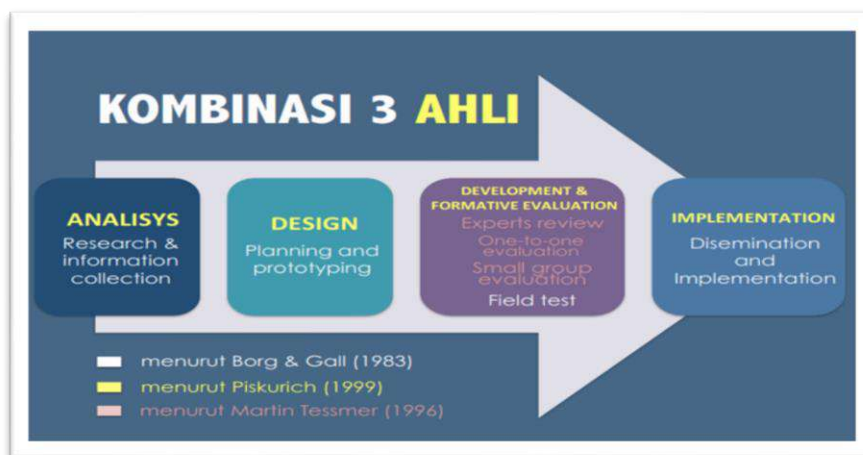 KOMBINASI 3 AHLI
ANALISYS
Research &
information
collection
DESIGN
Planning and
prototyping
DEVELOPMENT &
FORMATIVE EVALUATION
Experts review
One-to-one
evaluation
Small group
evaluation
Field test
IMPLEMENTATION
Disemination
and
Implementation
menurut Borg & Gall (1983)
menurut Piskurich (1999)
menurut Martin Tessmer (1996)